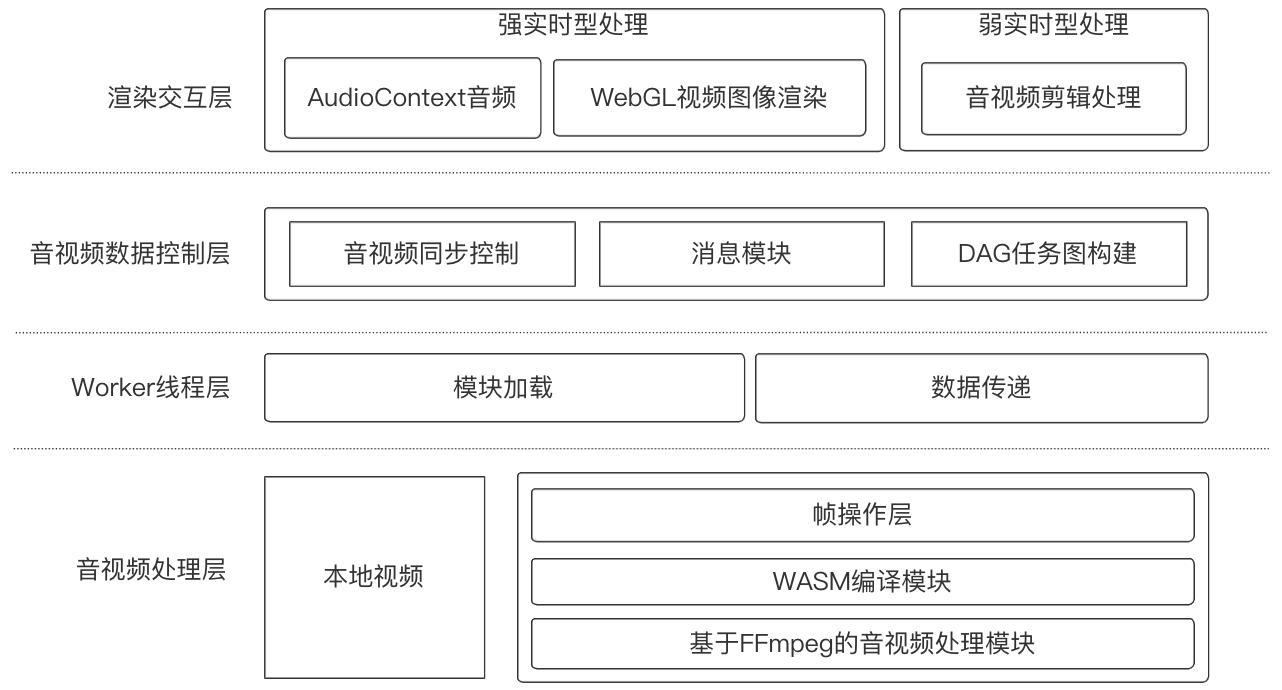 强实时型处理
弱实时型处理
渲染交互层
AudioContext音频
WebGL视频图像渲染
音视频剪辑处理
音视频数据控制层
音视频同步控制
消息模块
DAG任务图构建
Worker线程层
模块加载
数据传递
音视频处理层
本地视频
帧操作层
WASM编译模块
基于FFmpeg的音视频处理模块